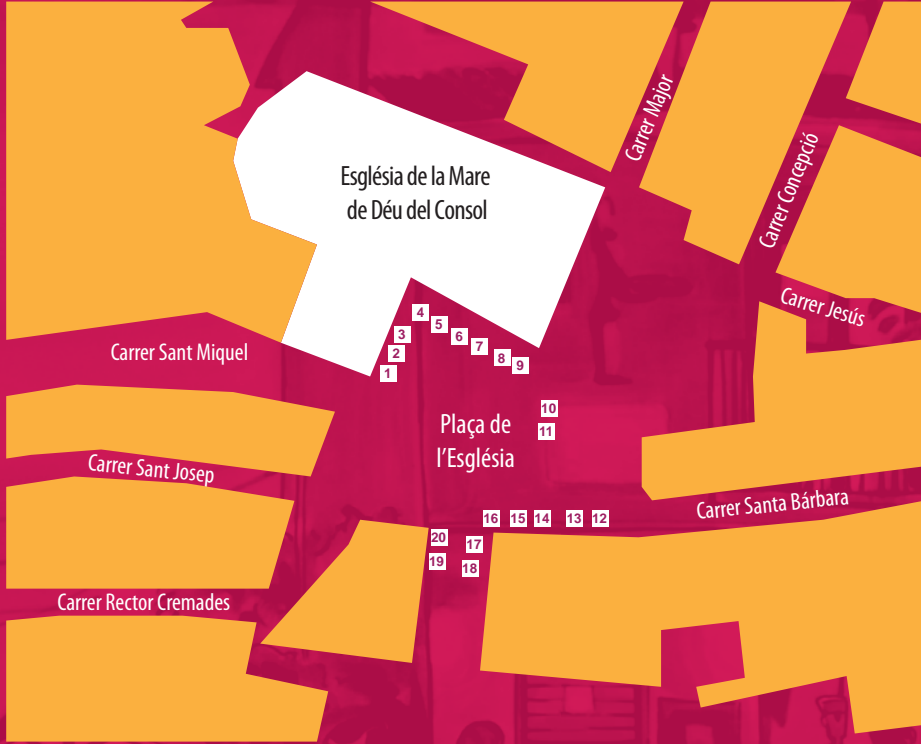 Carrer Major
Carrer Concepció
Església de la Mare
de Déu del Consol
Carrer Jesús
4
5
3
6
7
2
8
9
1
Carrer Sant Miquel
10
11
Plaça de
l'Església
Carrer Sant Josep
Carrer Santa Bárbara
16 15 14 13 12
20
17
19
18
Carrer Rector Cremades